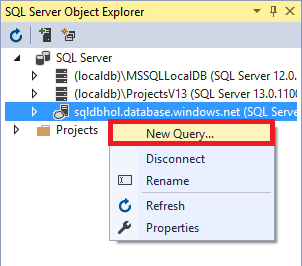 SQL Server Object Explorer
SQL Server
(localdb)\MSSQLLocalDB (SQL Server 12.0.
(localdb)\ProjectsV13 (SQL Server 13.0.1100
sqldbhol.database.windows.net (SQL Serve
Projects
New Query...
Disconnect
Rename
Refresh
Properties